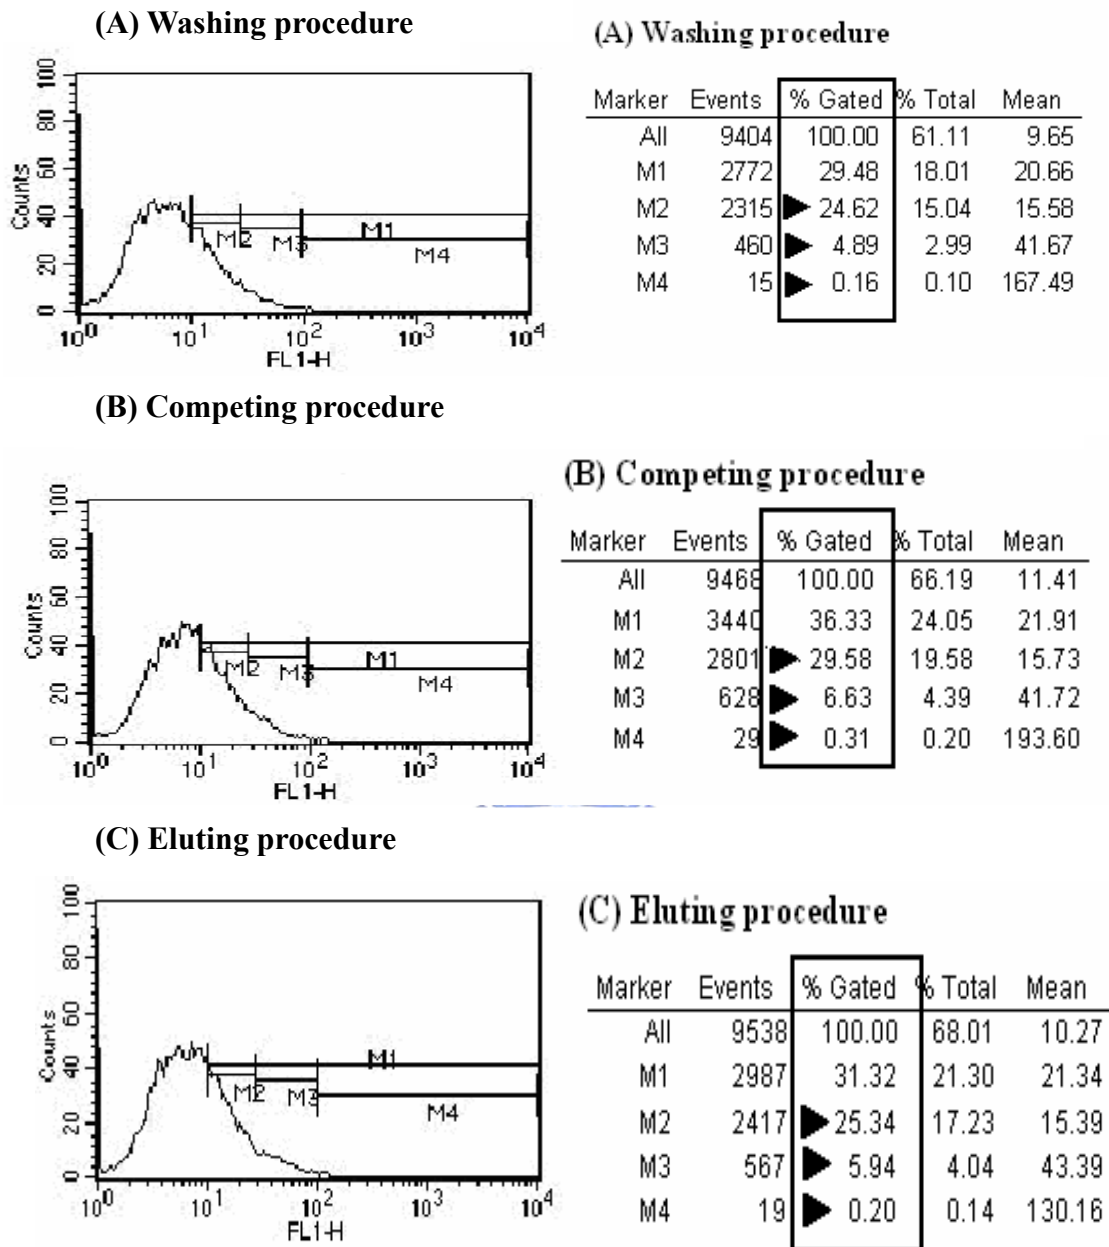 (A) Washing procedure
100
80
60
40
20
0
Counts
M1
M2
M3
M4
10^0 10^1 10^2 10^3 10^4
FL1-H
(A) Washing procedure
Marker Events % Gated % Total Mean
All 9404 100.00 61.11 9.65
M1 2772 29.48 18.01 20.66
M2 2315 24.62 15.04 15.58
M3 460 4.89 2.99 41.67
M4 15 0.16 0.10 167.49
(B) Competing procedure
100
80
60
40
20
0
Counts
M1
M2
M3
M4
10^0 10^1 10^2 10^3 10^4
FL1-H
(B) Competing procedure
Marker Events % Gated % Total Mean
All 9468 100.00 66.19 11.41
M1 3440 36.33 24.05 21.91
M2 2801 29.58 19.58 15.73
M3 628 6.63 4.39 41.72
M4 29 0.31 0.20 193.60
(C) Eluting procedure
100
80
60
40
20
0
Counts
M1
M2
M3
M4
10^0 10^1 10^2 10^3 10^4
FL1-H
(C) Eluting procedure
Marker Events % Gated % Total Mean
All 9538 100.00 68.01 10.27
M1 2987 31.32 21.30 21.34
M2 2417 25.34 17.23 15.39
M3 567 5.94 4.04 43.39
M4 19 0.20 0.14 130.16